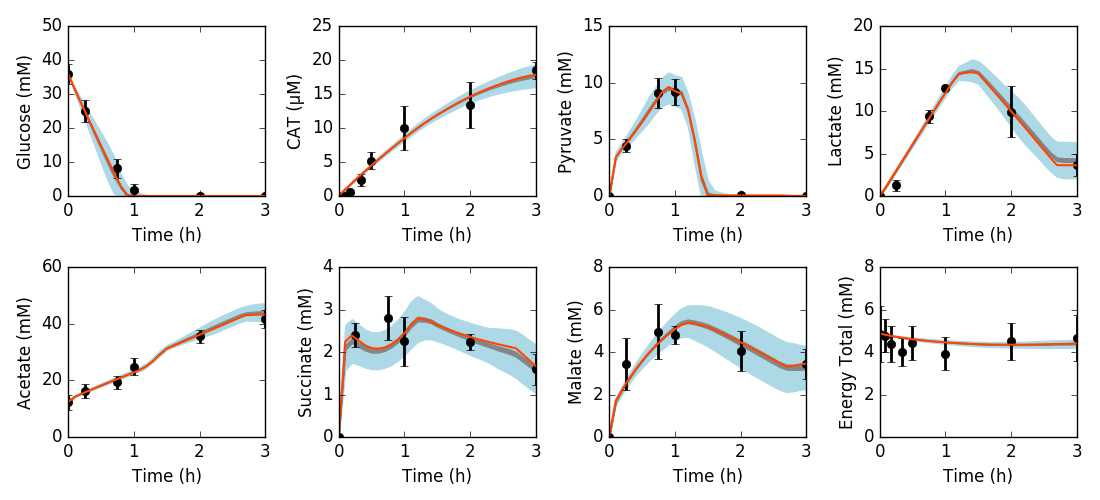 Glucose (mM)
50
40
30
20
10
0
0 1 2 3
Time (h)
CAT (μM)
25
20
15
10
5
0
0 1 2 3
Time (h)
Pyruvate (mM)
15
10
5
0
0 1 2 3
Time (h)
Lactate (mM)
20
15
10
5
0
0 1 2 3
Time (h)
Acetate (mM)
60
40
20
0
0 1 2 3
Time (h)
Succinate (mM)
4
3
2
1
0
0 1 2 3
Time (h)
Malate (mM)
8
6
4
2
0
0 1 2 3
Time (h)
Energy Total (mM)
8
6
4
2
0
0 1 2 3
Time (h)